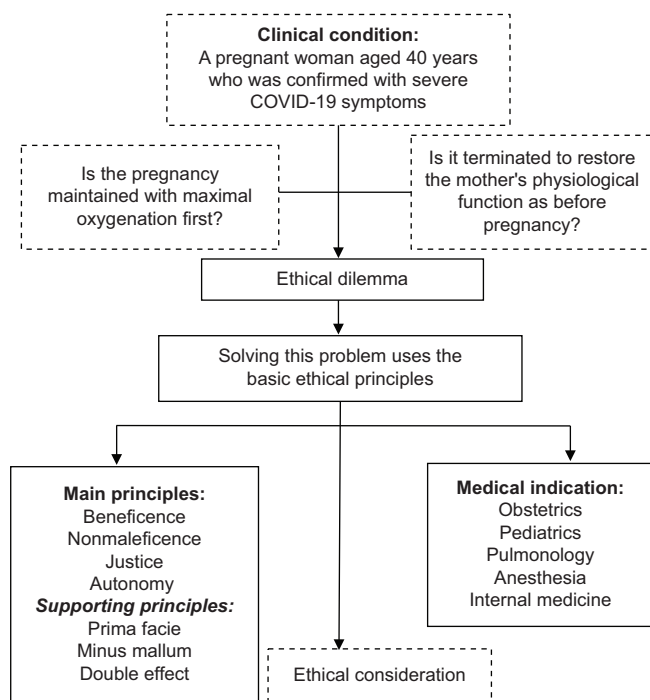 Clinical condition:
A pregnant woman aged 40 years
who was confirmed with severe
COVID-19 symptoms
Is the pregnancy
maintained with maximal
oxygenation first?
Is it terminated to restore
the mother's physiological
function as before
pregnancy?
Ethical dilemma
Solving this problem uses the
basic ethical principles
Main principles:
Beneficence
Nonmaleficence
Justice
Autonomy
Supporting principles:
Prima facie
Minus mallum
Double effect
Medical indication:
Obstetrics
Pediatrics
Pulmonology
Anesthesia
Internal medicine
Ethical consideration